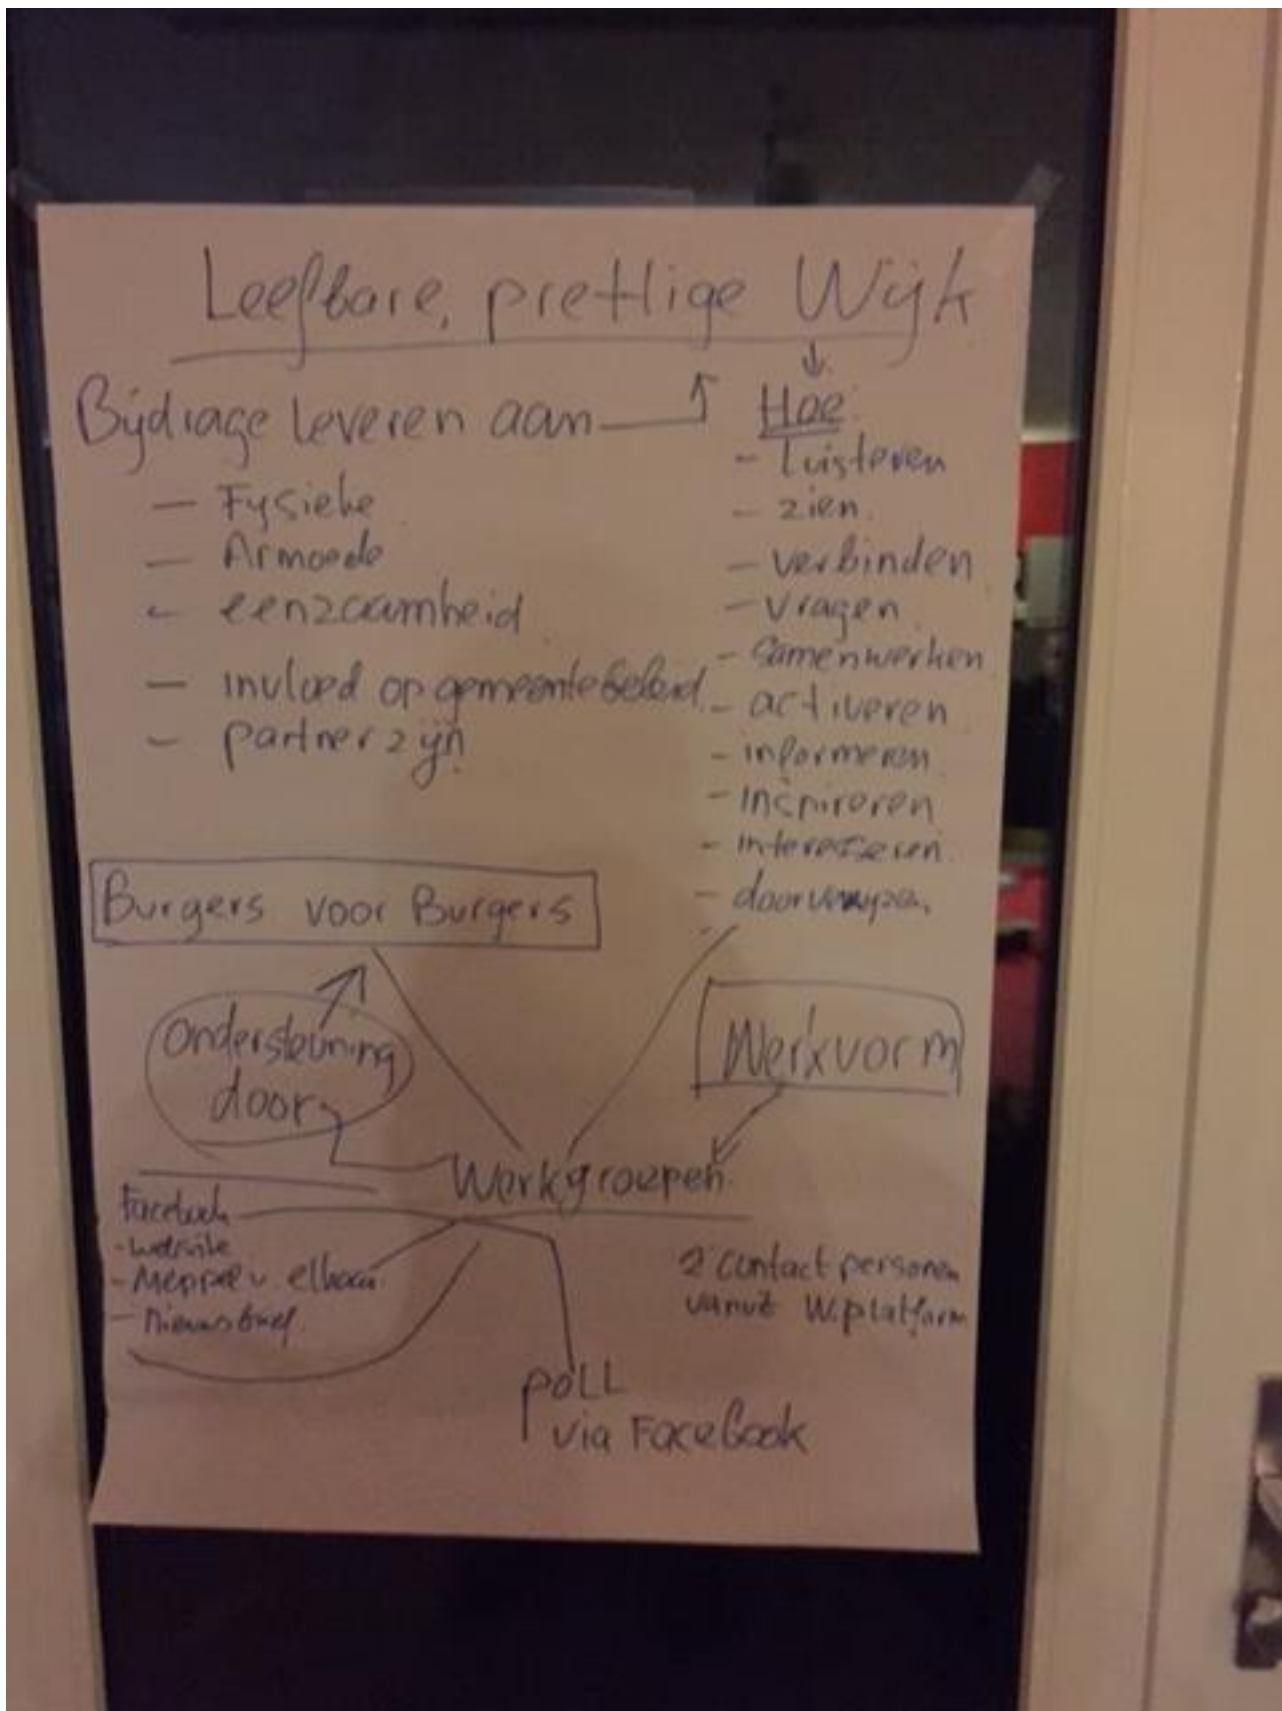 Leefbare, prettige Wijk
Bijdrage leveren aan
- Fysieke
- Armoede
- eenzaamheid
- invloed op gemeentebeleid
- partner zijn
Hoe:
- luisteren
- zien
- verbinden
- vragen
- samenwerken
- activeren
- informeren
- inspireren
- interesseren
- doorverwijzen
Burgers voor Burgers
Ondersteuning
door
Werkvorm
Werkgroepen
Facebook
- website
- Meppel v.
- nieuwsbrief
2 contact personen
vanuit W.platform
POLL
via Facebook